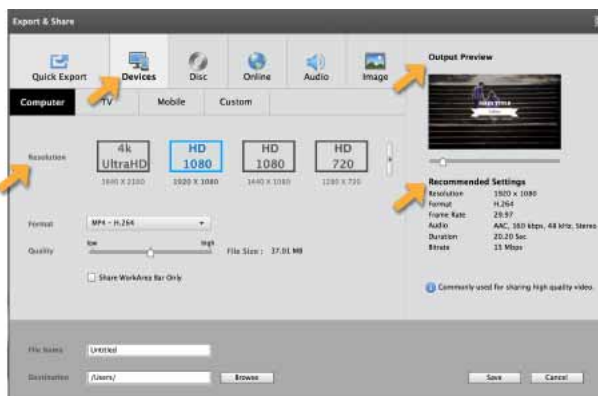 Export & Share
Quick Export Devices Disc Online Audio Image
Computer TV Mobile Custom
Resolution
4k UltraHD
3840 X 2160
HD 1080
1920 X 1080
HD 1080
1440 X 1080
HD 720
1280 X 720
Format MP4 - H.264
Quality low high File Size : 37.01 MB
Share WorkArea Bar Only
File Name Untitled
Destination /Users/ Browse
Output Preview
Recommended Settings
Resolution 1920 x 1080
Format H.264
Frame Rate 29.97
Audio AAC, 160 kbps, 48 kHz, Stereo
Duration 20.20 Sec
Bitrate 15 Mbps
Commonly used for sharing high quality video.
Save Cancel